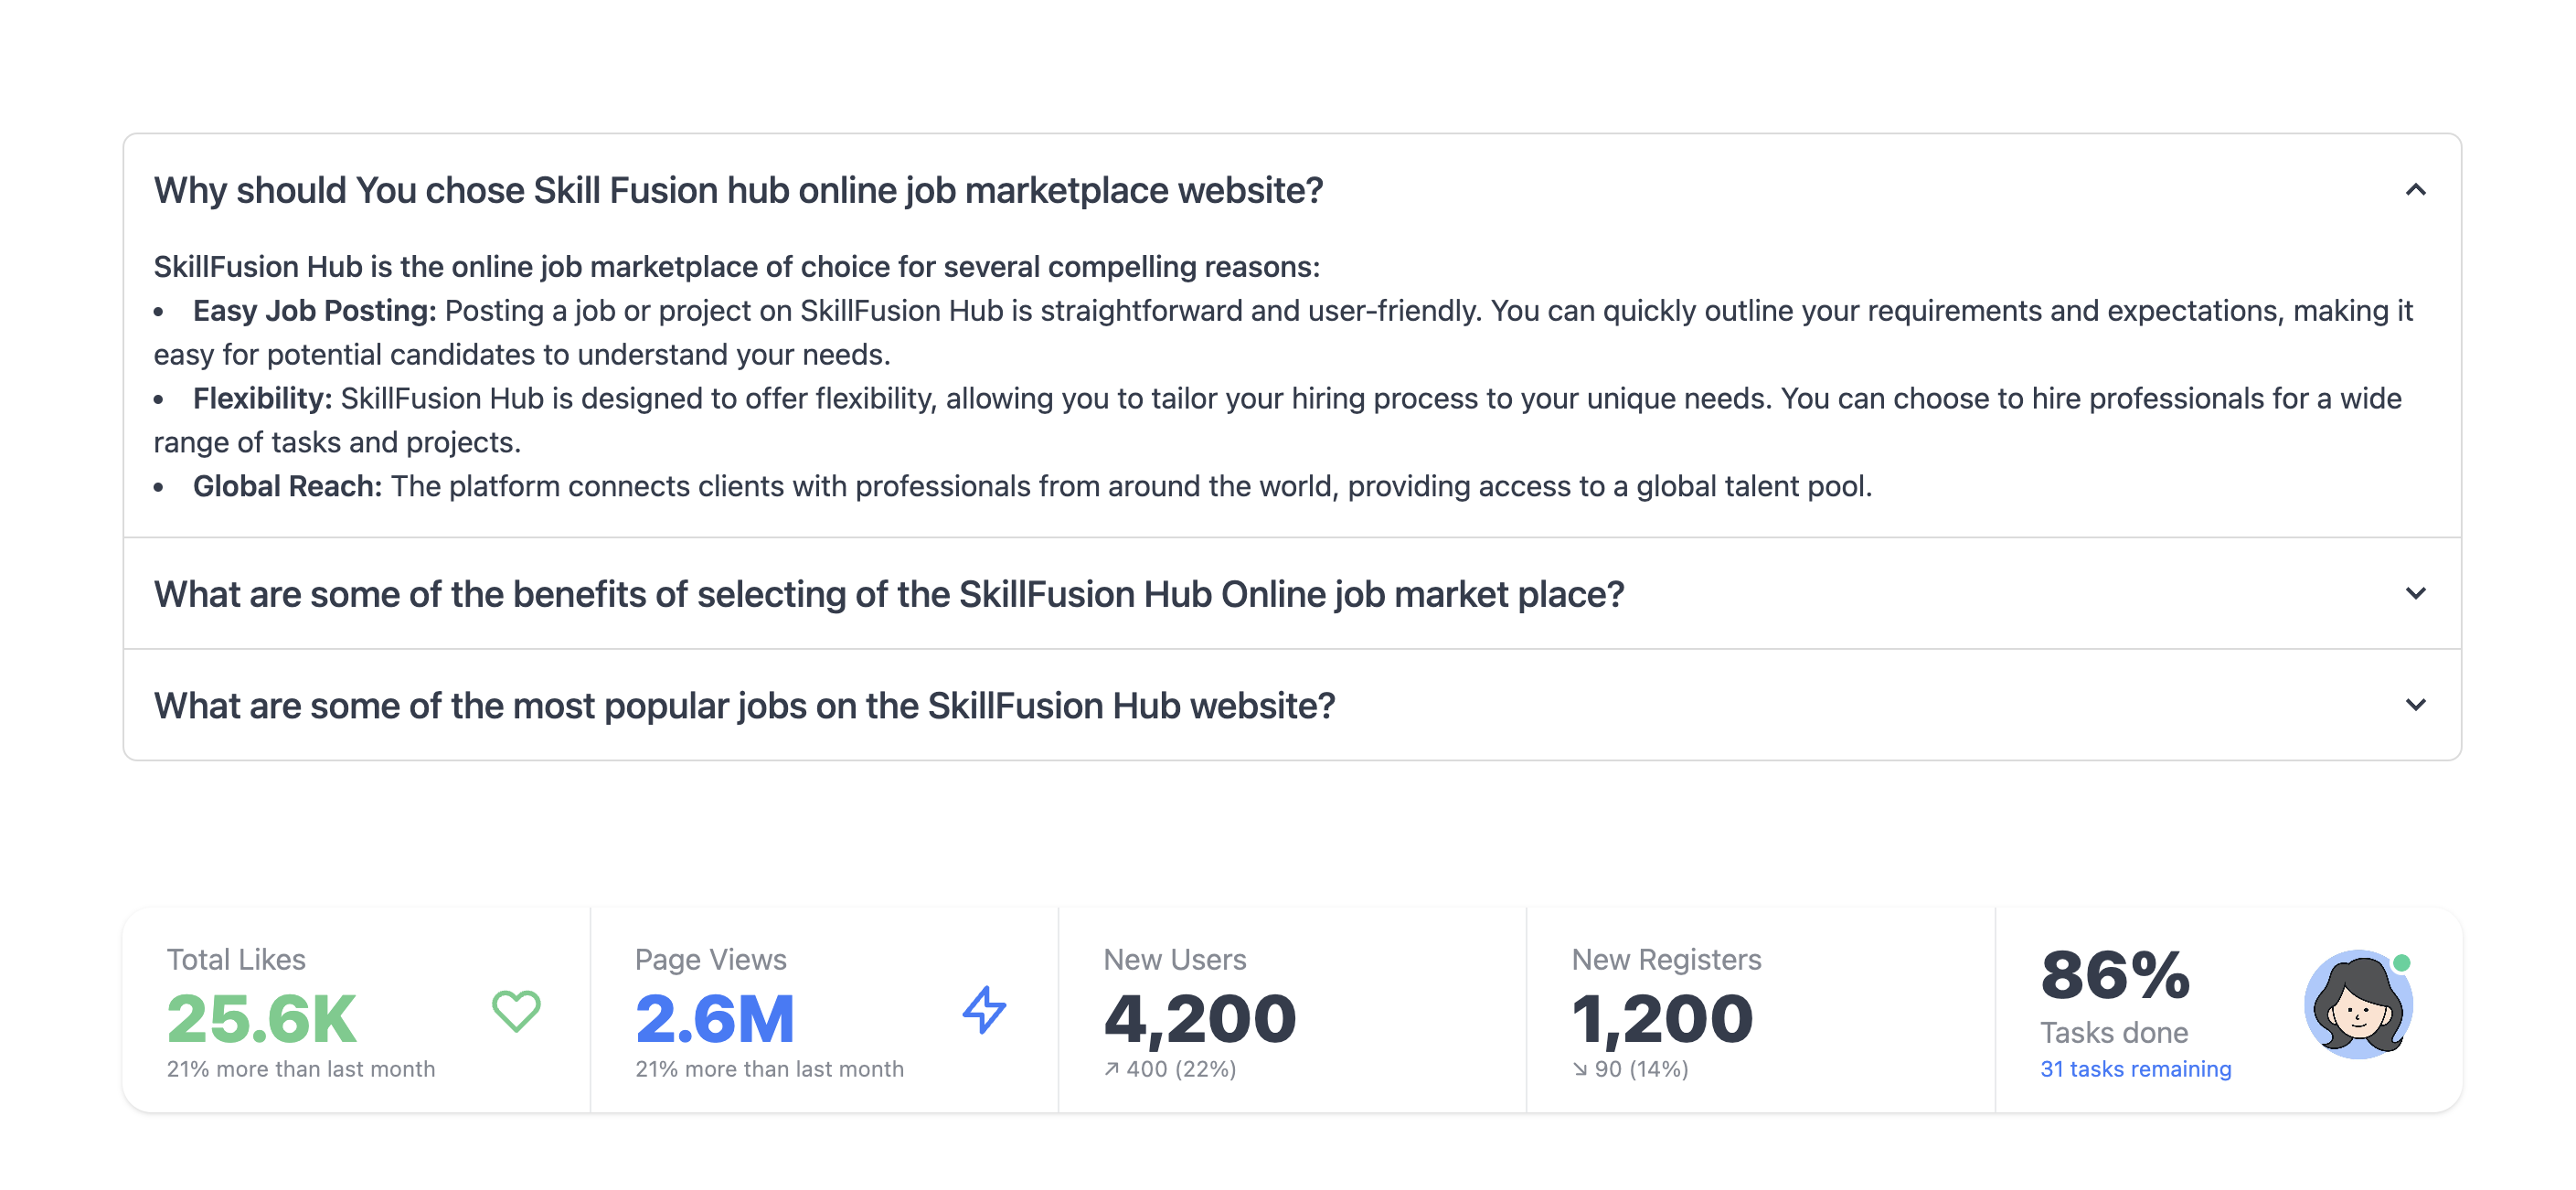 Why should You chose Skill Fusion hub online job marketplace website?
SkillFusion Hub is the online job marketplace of choice for several compelling reasons:
• Easy Job Posting: Posting a job or project on SkillFusion Hub is straightforward and user-friendly. You can quickly outline your requirements and expectations, making it
easy for potential candidates to understand your needs.
• Flexibility: SkillFusion Hub is designed to offer flexibility, allowing you to tailor your hiring process to your unique needs. You can choose to hire professionals for a wide
range of tasks and projects.
• Global Reach: The platform connects clients with professionals from around the world, providing access to a global talent pool.
What are some of the benefits of selecting of the SkillFusion Hub Online job market place?
What are some of the most popular jobs on the SkillFusion Hub website?
Total Likes
25.6K
21% more than last month
Page Views
2.6M
21% more than last month
New Users
4,200
↗ 400 (22%)
New Registers
1,200
↘ 90 (14%)
86%
Tasks done
31 tasks remaining